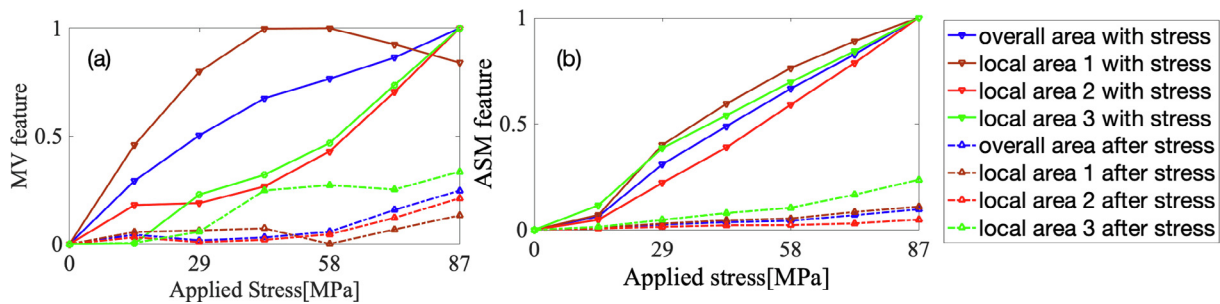 1
(a)
0.5
0
MV feature
0 29 58 87
Applied Stress[MPa]
1
(b)
0.5
0
ASM feature
0 29 58 87
Applied stress[MPa]
overall area with stress
local area 1 with stress
local area 2 with stress
local area 3 with stress
overall area after stress
local area 1 after stress
local area 2 after stress
local area 3 after stress